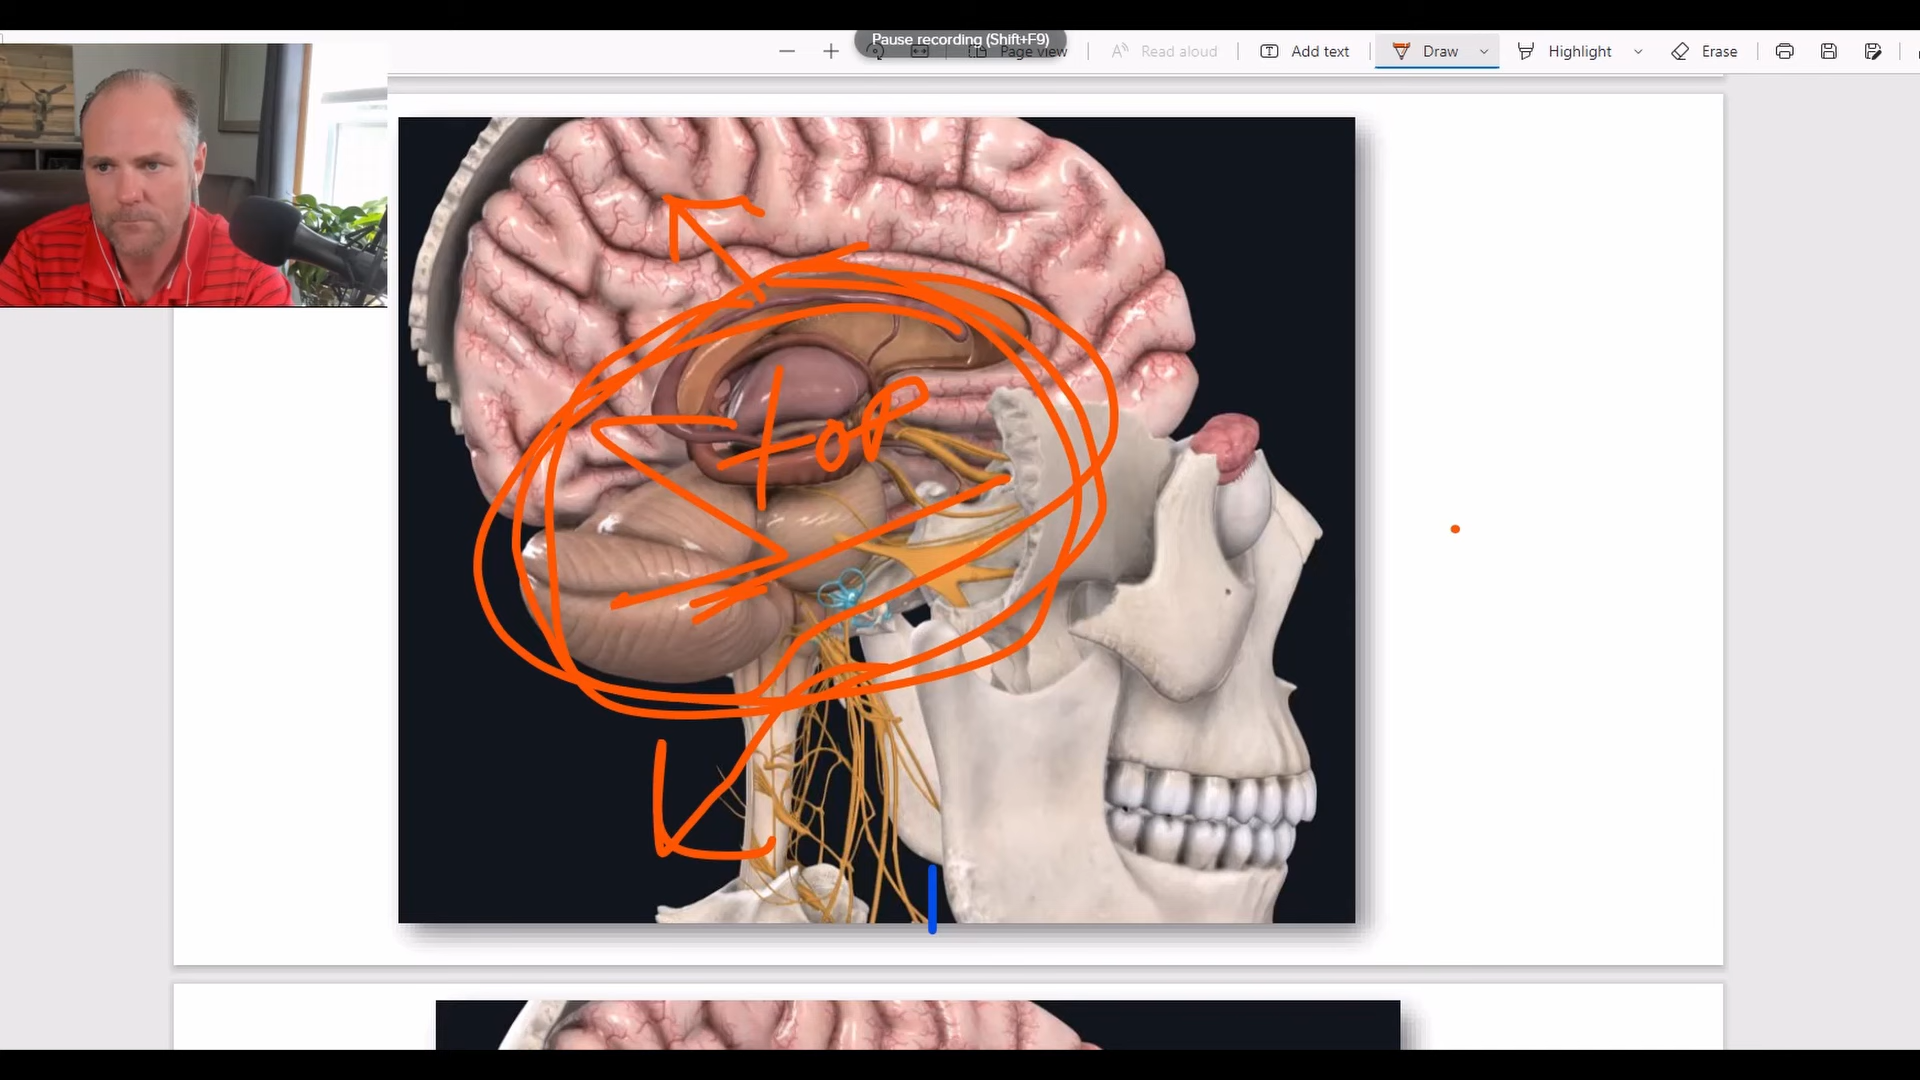 Pause recording (Shift+F9)
Page view
Read aloud
Add text
Draw
Highlight
Erase
top